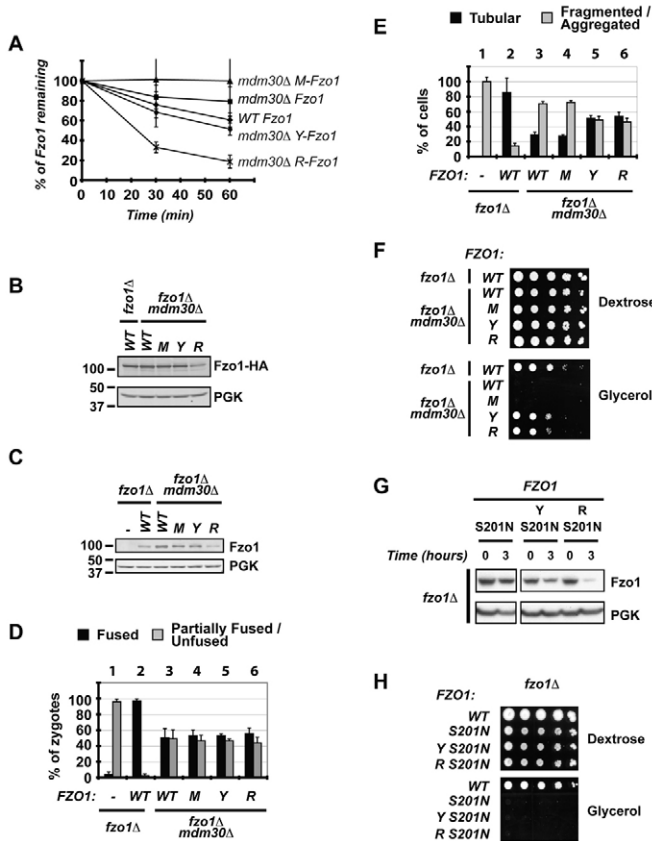 A
% of Fzo1 remaining
100
80
60
40
20
0
0 10 20 30 40 50 60 70
Time (min)
mdm30Δ M-Fzo1
mdm30Δ Fzo1
WT Fzo1
mdm30Δ Y-Fzo1
mdm30Δ R-Fzo1
B
fzo1Δ
fzo1Δ
mdm30Δ
WT WT M Y R
100
50
37
Fzo1-HA
PGK
C
fzo1Δ
fzo1Δ
mdm30Δ
- WT WT M Y R
100
50
37
Fzo1
PGK
D
Fused
Partially Fused /
Unfused
1 2 3 4 5 6
% of zygotes
100
80
60
40
20
0
FZO1: - WT WT M Y R
fzo1Δ
fzo1Δ
mdm30Δ
E
Tubular
Fragmented /
Aggregated
1 2 3 4 5 6
% of cells
100
80
60
40
20
0
FZO1: - WT WT M Y R
fzo1Δ
fzo1Δ
mdm30Δ
F
FZO1:
fzo1Δ WT
fzo1Δ
mdm30Δ
WT
M
Y
R
Dextrose
fzo1Δ WT
fzo1Δ
mdm30Δ
WT
M
Y
R
Glycerol
G
FZO1
Y R
S201N S201N S201N
Time (hours) 0 3 0 3 0 3
fzo1Δ
Fzo1
PGK
H
fzo1Δ
FZO1:
WT
S201N
Y S201N
R S201N
Dextrose
WT
S201N
Y S201N
R S201N
Glycerol